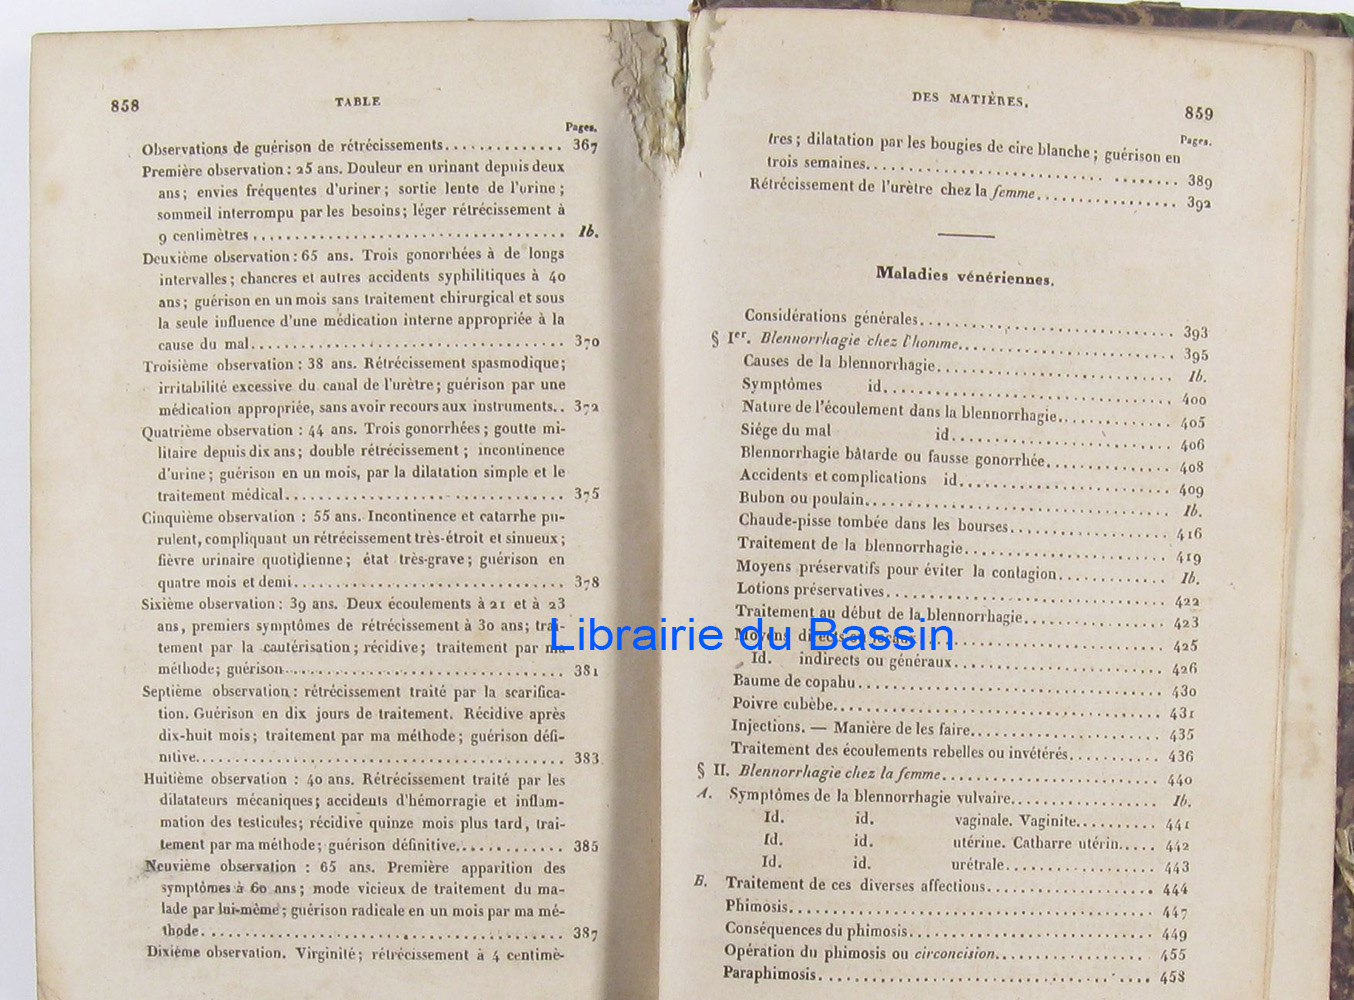 858
TABLE
Pages.
Observations de guérison de rétrécissements............. 367
Première observation : 25 ans. Douleur en urinant depuis deux
ans; envies fréquentes d'uriner; sortie lente de l'urine;
sommeil interrompu par les besoins; léger rétrécissement à
9 centimètres.................................... Ib.
Deuxième observation : 65 ans. Trois gonorrhées à de longs
intervalles; chancres et autres accidents syphilitiques à 40
ans; guérison en un mois sans traitement chirurgical et sous
la seule influence d'une médication interne appropriée à la
cause du mal.................................... 370
Troisième observation : 38 ans. Rétrécissement spasmodique;
irritabilité excessive du canal de l'urètre; guérison par une
médication appropriée, sans avoir recours aux instruments.. 372
Quatrième observation : 44 ans. Trois gonorrhées; goutte mi-
litaire depuis dix ans; double rétrécissement; incontinence
d'urine; guérison en un mois, par la dilatation simple et le
traitement médical................................ 375
Cinquième observation : 55 ans. Incontinence et catarrhe pu-
rulent, compliquant un rétrécissement très-étroit et sinueux;
fièvre urinaire quotidienne; état très-grave; guérison en
quatre mois et demi............................... 378
Sixième observation : 39 ans. Deux écoulements à 21 et à 23
ans, premiers symptômes de rétrécissement à 30 ans; trai-
tement par la cautérisation; récidive; traitement par ma
méthode; guérison................................. 381
Septième observation : rétrécissement traité par la scarifica-
tion. Guérison en dix jours de traitement. Récidive après
dix-huit mois; traitement par ma méthode; guérison défi-
nitive............................................ 383
Huitième observation : 40 ans. Rétrécissement traité par les
dilatateurs mécaniques; accidents d'hémorragie et inflam-
mation des testicules; récidive quinze mois plus tard, trai-
tement par ma méthode; guérison définitive............. 385
Neuvième observation : 65 ans. Première apparition des
symptômes à 60 ans; mode vicieux de traitement du ma-
lade par lui-même; guérison radicale en un mois par ma mé-
thode............................................ 387
Dixième observation. Virginité; rétrécissement à 4 centimè-
DES MATIÈRES.
859
Pages.
tres; dilatation par les bougies de cire blanche; guérison en
trois semaines.................................... 389
Rétrécissement de l'urètre chez la femme................. 392
Maladies vénériennes.
Considérations générales............................ 393
§ Ier. Blennorrhagie chez l'homme....................... 395
Causes de la blennorrhagie........................... Ib.
Symptômes id................................ 400
Nature de l'écoulement dans la blennorrhagie............. 405
Siége du mal id............................ 406
Blennorrhagie bâtarde ou fausse gonorrhée............... 408
Accidents et complications id........................ 409
Bubon ou poulain................................... Ib.
Chaude-pisse tombée dans les bourses................... 416
Traitement de la blennorrhagie........................ 419
Moyens préservatifs pour éviter la contagion............. Ib.
Lotions préservatives................................ 422
Traitement au début de la blennorrhagie................. 423
Moyens directs ou locaux............................ 425
Id. indirects ou généraux........................ 426
Baume de copahu................................... 430
Poivre cubèbe..................................... 431
Injections. — Manière de les faire...................... 435
Traitement des écoulements rebelles ou invétérés........... 436
§ II. Blennorrhagie chez la femme....................... 440
A. Symptômes de la blennorrhagie vulvaire............... Ib.
Id. id. vaginale. Vaginite.......... 441
Id. id. utérine. Catharre utérin..... 442
Id. id. urétrale.................... 443
B. Traitement de ces diverses affections................... 444
Phimosis......................................... 447
Conséquences du phimosis............................ 449
Opération du phimosis ou circoncision.................. 455
Paraphimosis...................................... 458
Librairie du Bassin